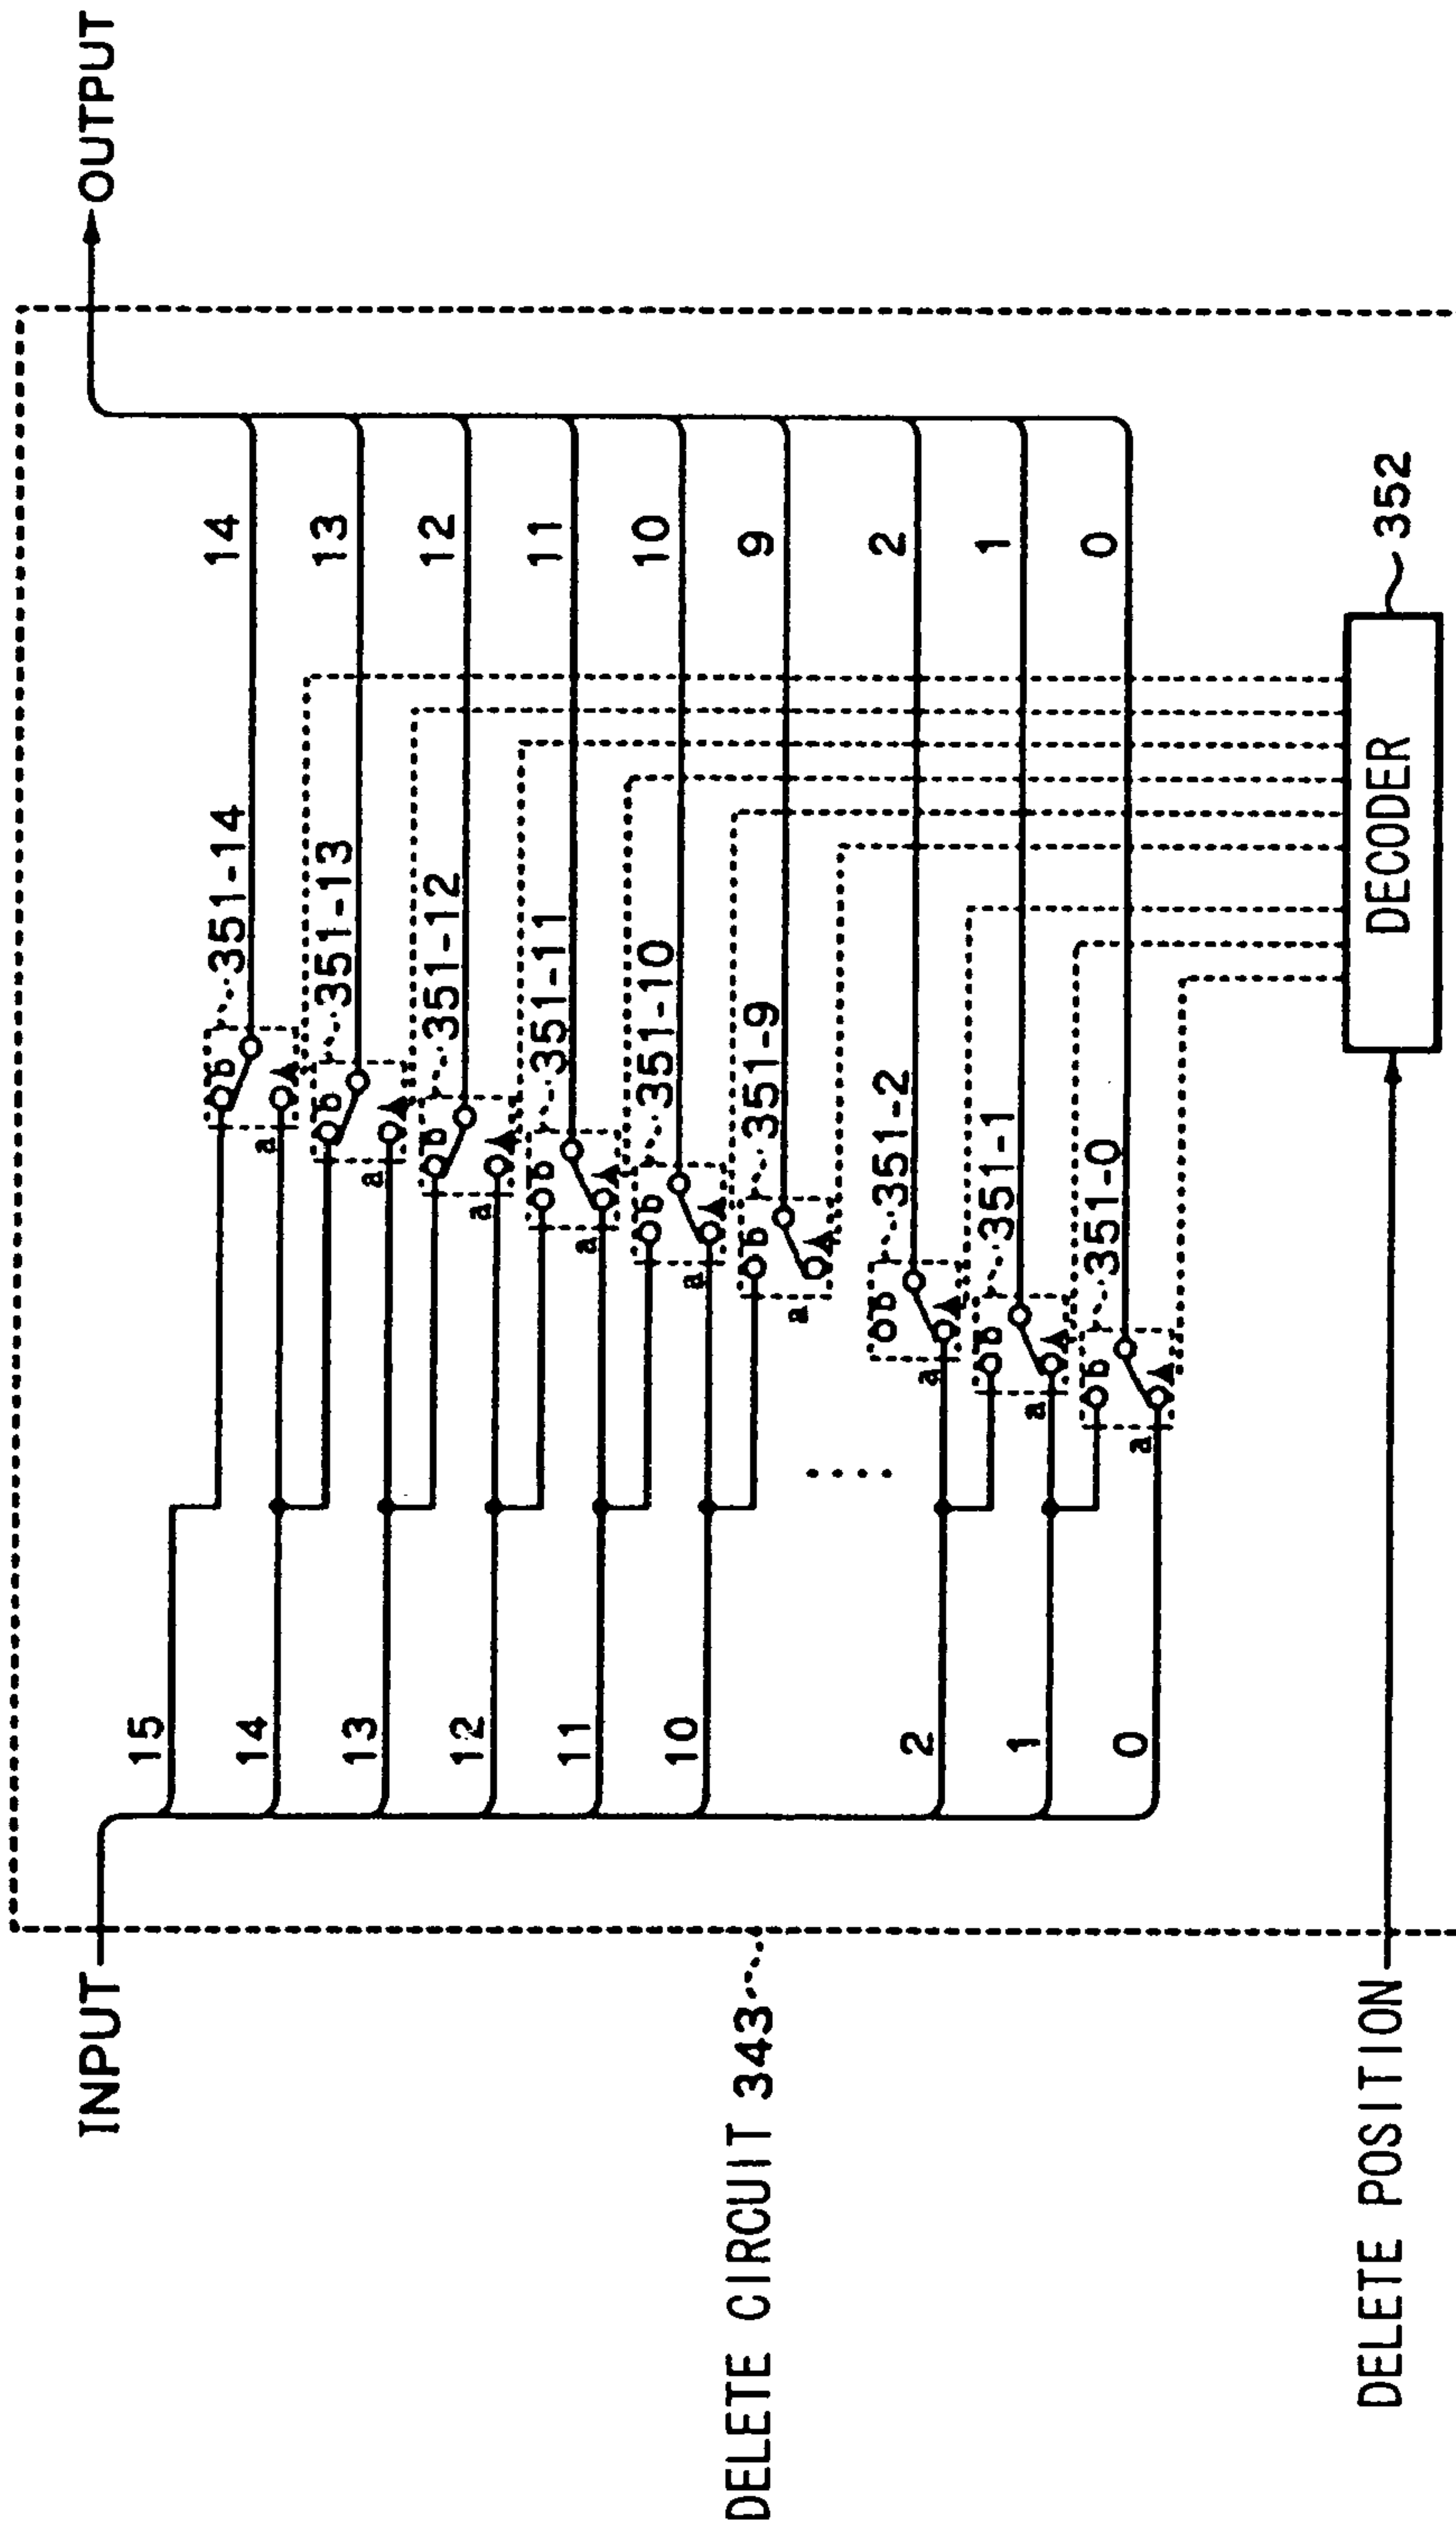 INPUT
OUTPUT
15
14
13
12
11
10
2
1
0
b 351-14
a
b 351-13
a
b 351-12
a
b 351-11
a
b 351-10
a
b 351-9
a
b 351-2
a
b 351-1
a
b 351-0
a
14
13
12
11
10
9
2
1
0
DELETE CIRCUIT 343
DELETE POSITION
DECODER
352